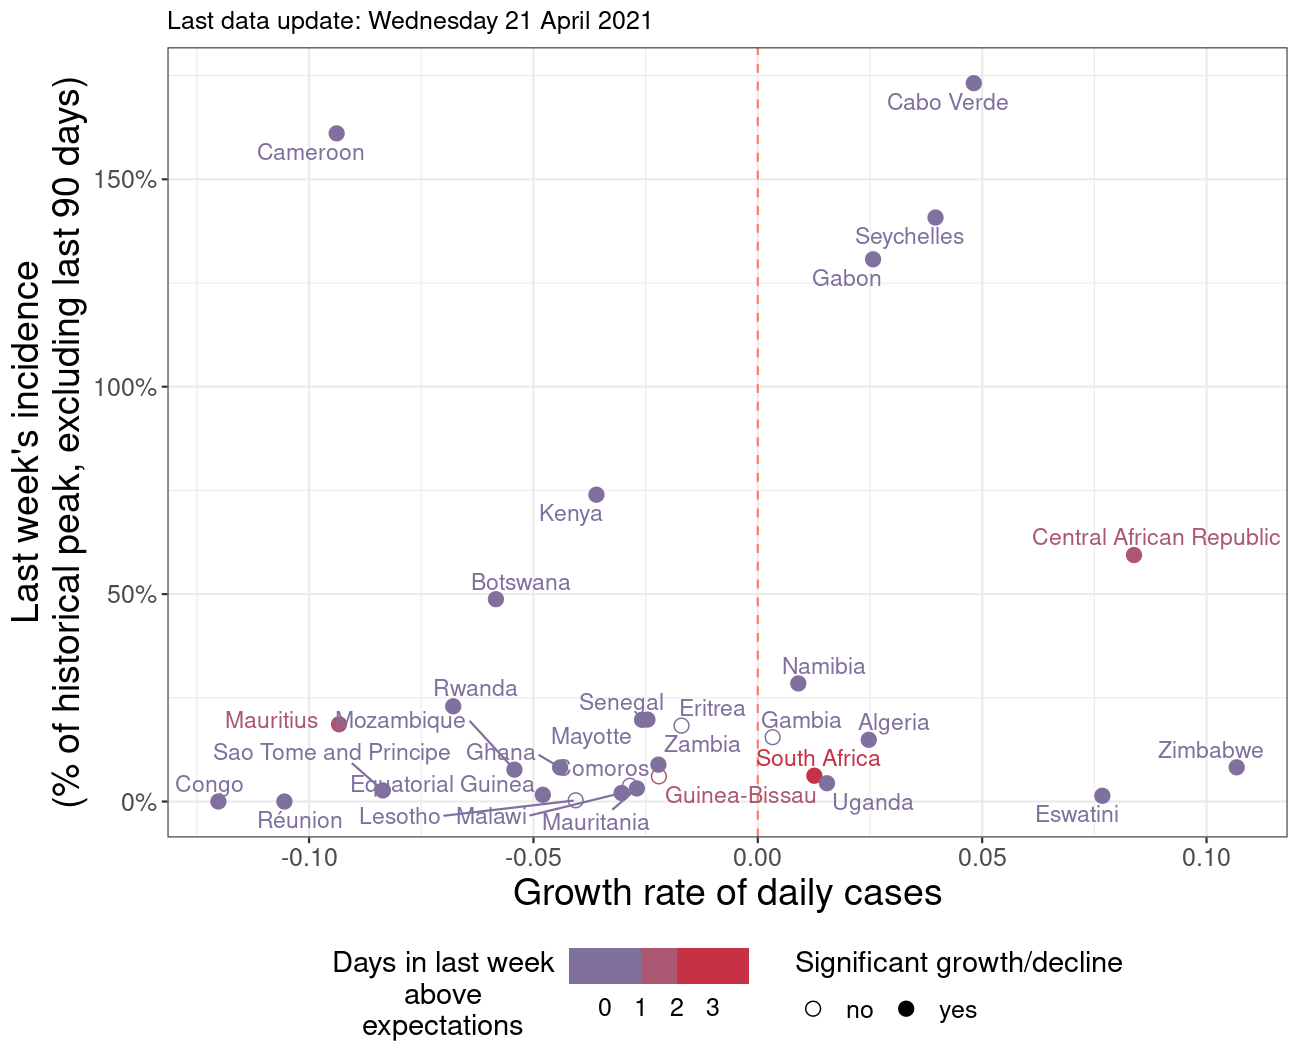 Last data update: Wednesday 21 April 2021
Last week's incidence
(% of historical peak, excluding last 90 days)
150%
100%
50%
0%
Cabo Verde
Cameroon
Seychelles
Gabon
Kenya
Central African Republic
Botswana
Namibia
Rwanda
Senegal
Eritrea
Mauritius
Mozambique
Gambia
Algeria
Mayotte
Zambia
Sao Tome and Principe
Ghana
South Africa
Zimbabwe
Comoros
Congo
Equatorial Guinea
Guinea-Bissau
Uganda
Réunion
Lesotho
Malawi
Mauritania
Eswatini
-0.10
-0.05
0.00
0.05
0.10
Growth rate of daily cases
Days in last week
above
expectations
0 1 2 3
Significant growth/decline
no
yes